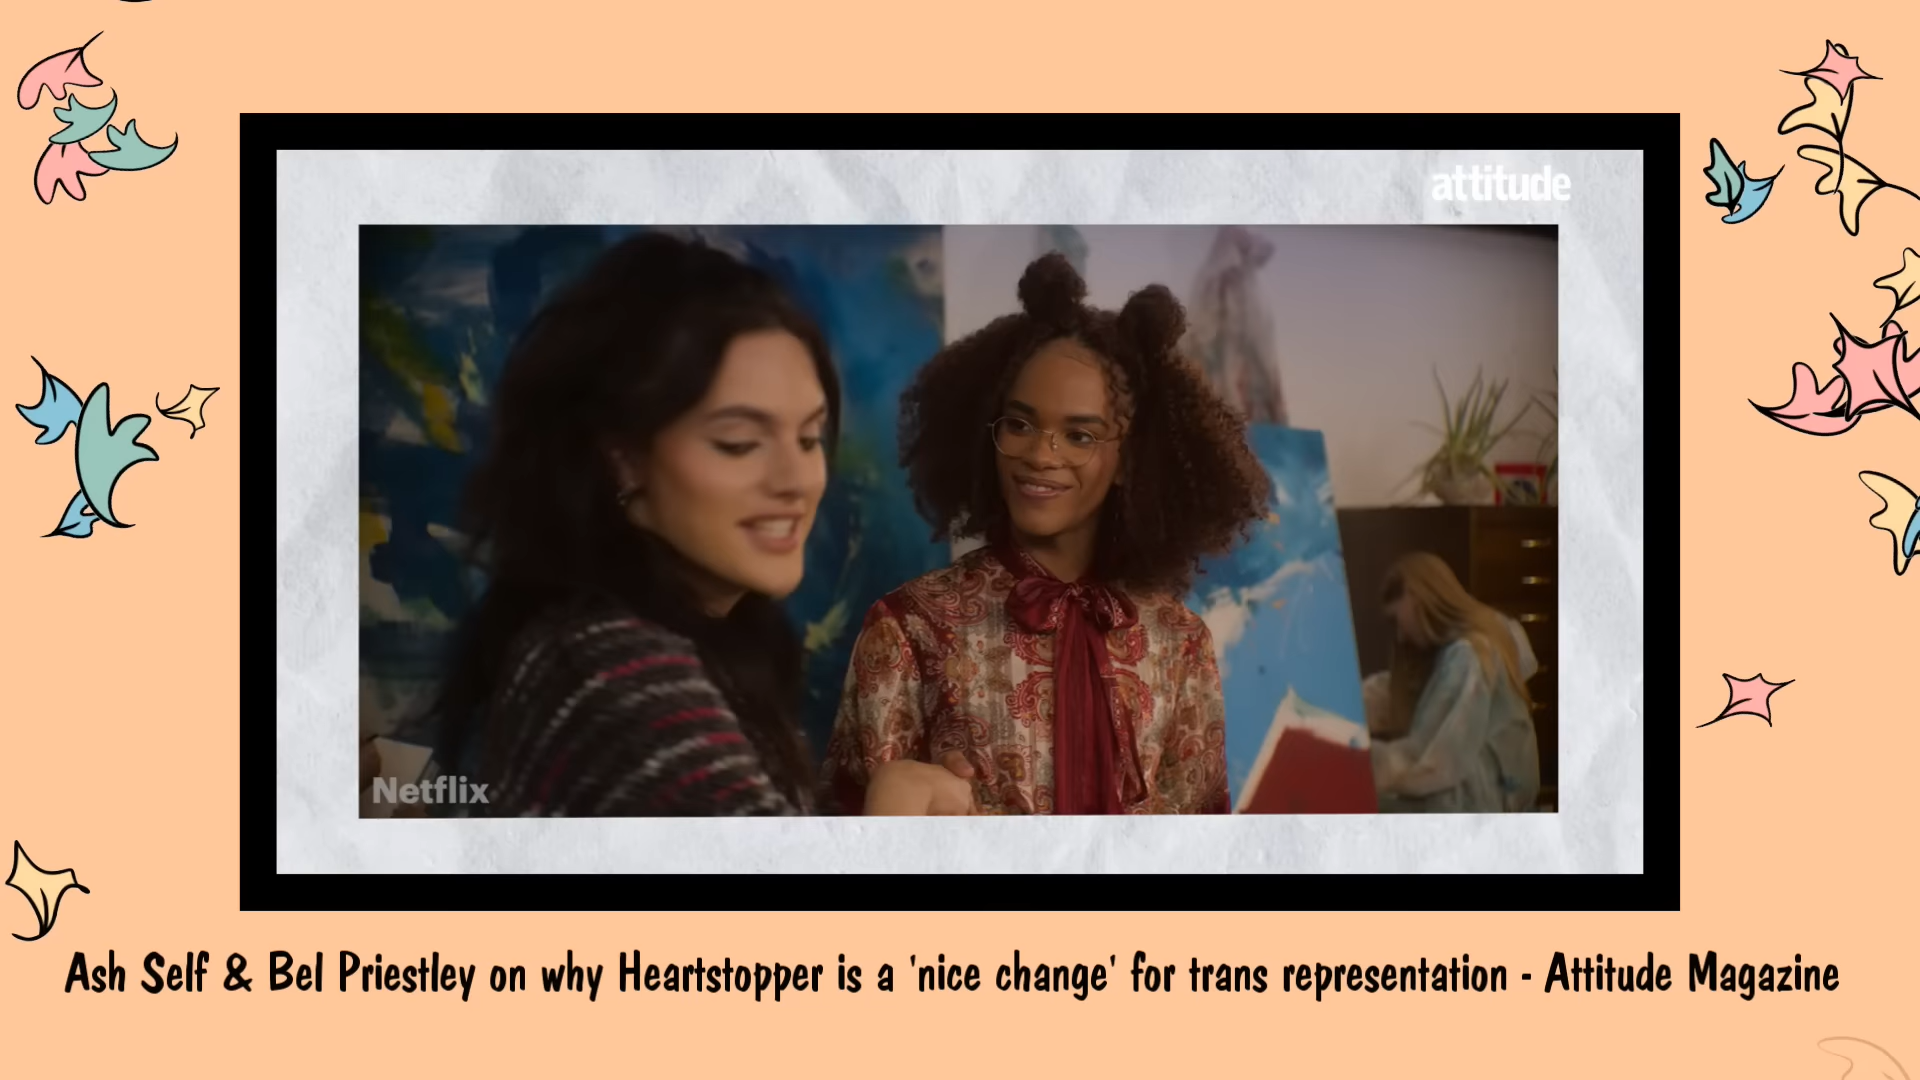 attitude
Netflix
Ash Self & Bel Priestley on why Heartstopper is a 'nice change' for trans representation - Attitude Magazine